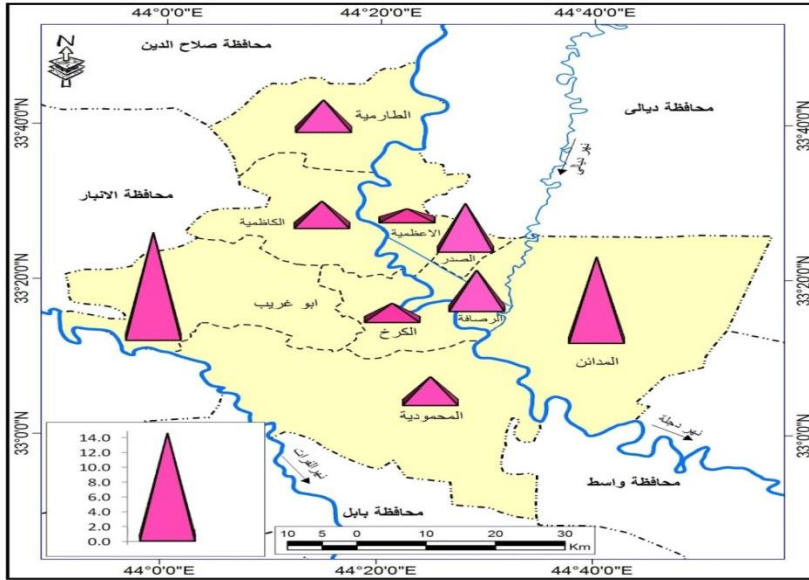 44°0'0"E
44°20'0"E
44°40'0"E
N
محافظة صلاح الدين
محافظة ديالى
33°40'0"N
33°40'0"N
الطارمية
نهر ديالى
محافظة الانبار
الكاظمية
الاعظمية
الصدر
33°20'0"N
33°20'0"N
ابو غريب
الرصافة
الكرخ
المدائن
المحمودية
نهر دجلة
33°0'0"N
33°0'0"N
نهر الفرات
محافظة واسط
محافظة بابل
14.0
12.0
10.0
8.0
6.0
4.0
2.0
0.0
10 5 0 10 20 30
Km
44°0'0"E
44°20'0"E
44°40'0"E